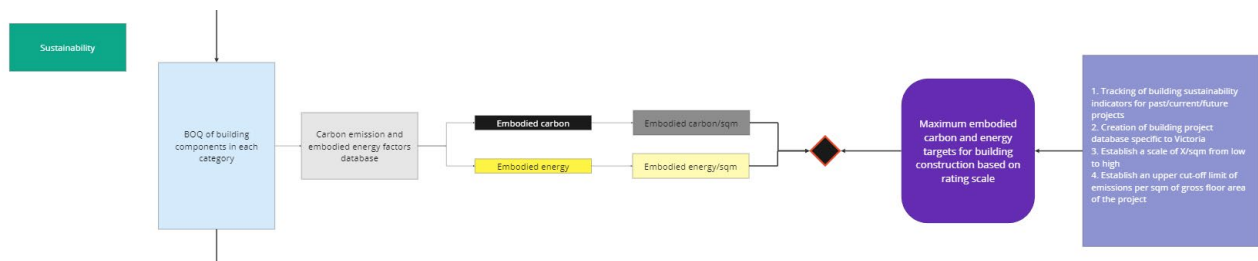 Sustainability
BOQ of building
components in each
category
Carbon emission and
embodied energy factors
database
Embodied carbon
Embodied carbon/sqm
Embodied energy
Embodied energy/sqm
Maximum embodied
carbon and energy
targets for building
construction based on
rating scale
1. Tracking of building sustainability
indicators for past/current/future
projects
2. Creation of building project
database specific to Victoria
3. Establish a scale of X/sqm from low
to high
4. Establish an upper cut-off limit of
emissions per sqm of gross floor area
of the project